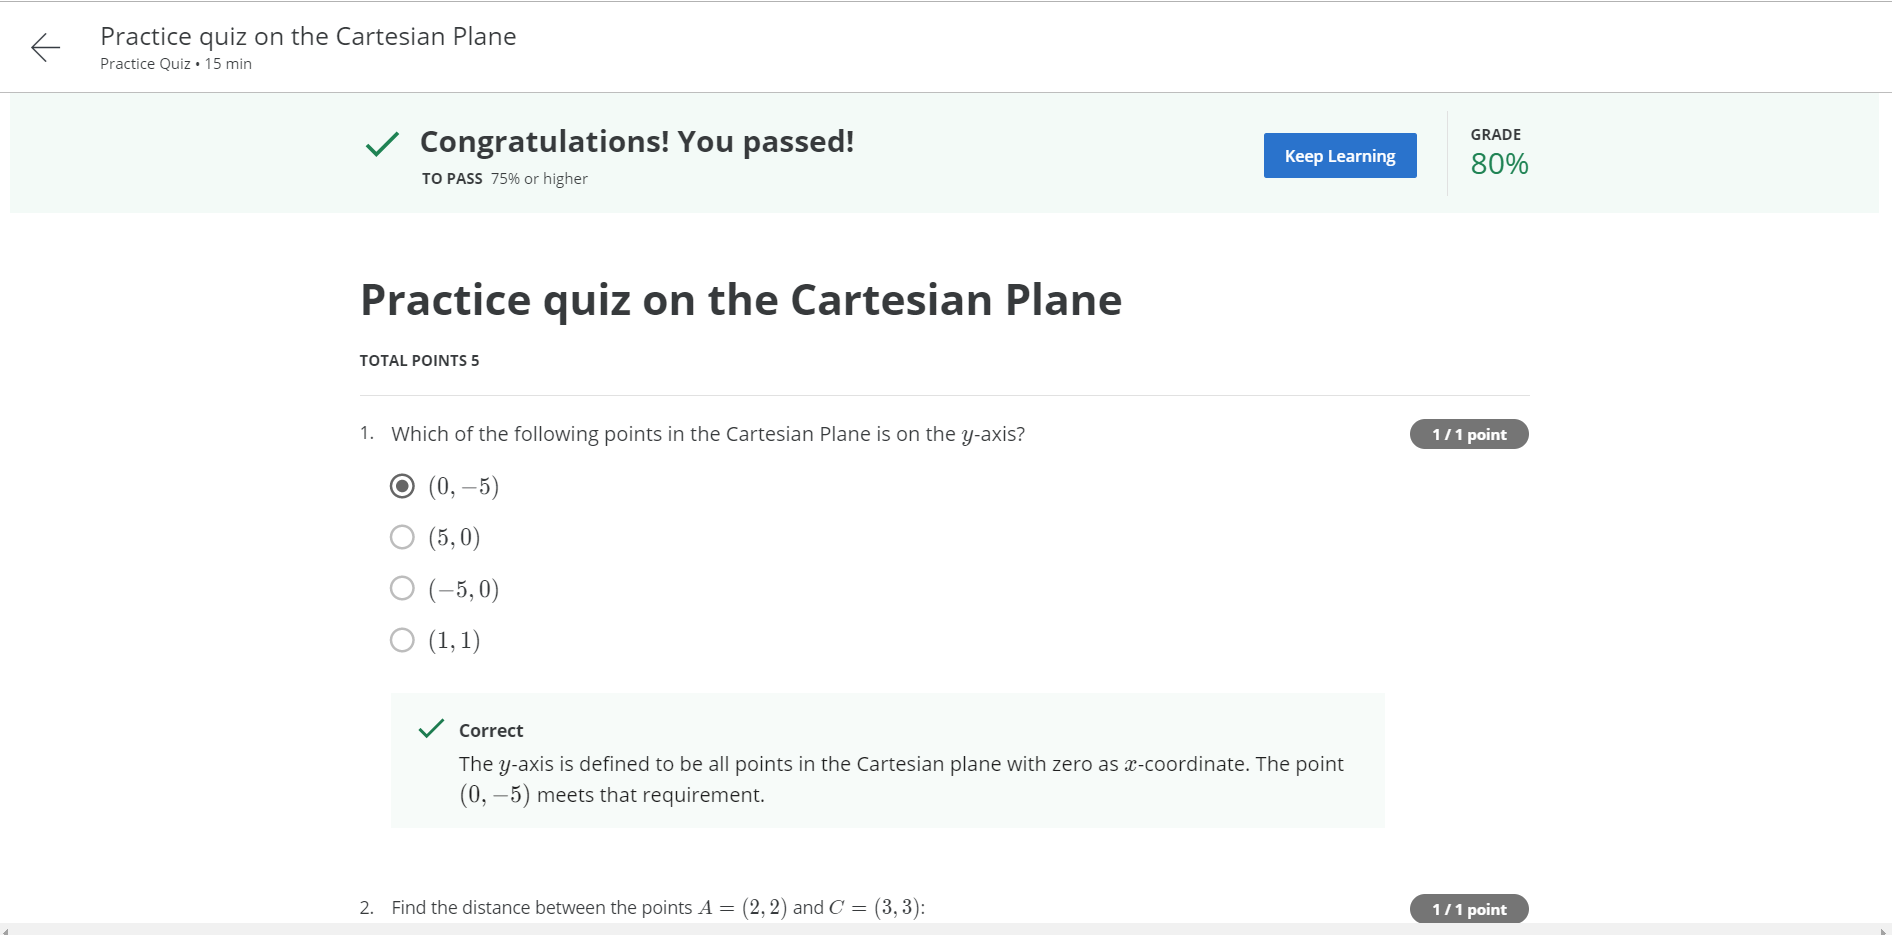 Practice quiz on the Cartesian Plane
Practice Quiz • 15 min
Congratulations! You passed!
TO PASS 75% or higher
Keep Learning
GRADE
80%
Practice quiz on the Cartesian Plane
TOTAL POINTS 5
1. Which of the following points in the Cartesian Plane is on the y-axis?
1 / 1 point
(0, −5)
(5, 0)
(−5, 0)
(1, 1)
Correct
The y-axis is defined to be all points in the Cartesian plane with zero as x-coordinate. The point
(0, −5) meets that requirement.
2. Find the distance between the points A = (2, 2) and C = (3, 3):
1 / 1 point